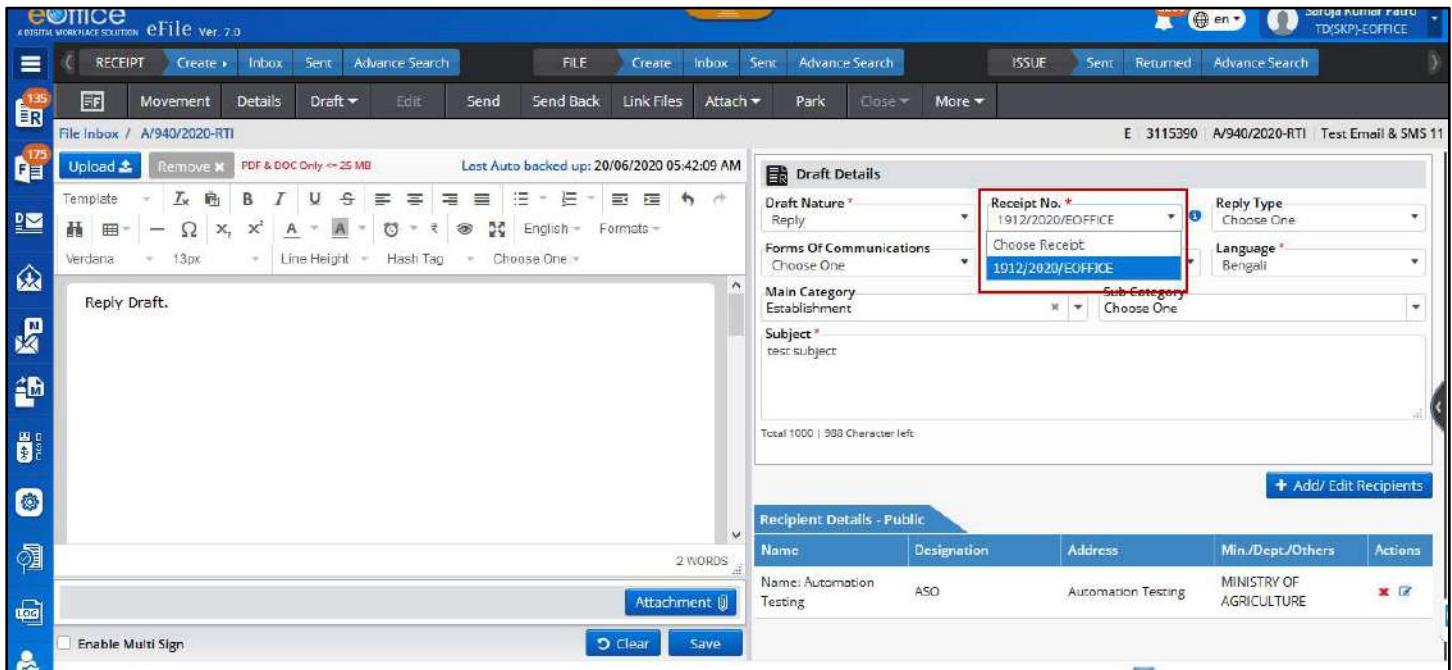 eOffice
A DIGITAL WORKPLACE SOLUTION eFile Ver. 7.0
en
Saroja Kumar Patro
TD(SKP)-EOFFICE
RECEIPT Create Inbox Sent Advance Search FILE Create Inbox Sent Advance Search ISSUE Sent Returned Advance Search
135
Movement Details Draft Edit Send Send Back Link Files Attach Park Close More
File Inbox / A/940/2020-RTI E 3115390 A/940/2020-RTI Test Email & SMS 11
175
Upload Remove PDF & DOC Only <= 25 MB Last Auto backed up: 20/06/2020 05:42:09 AM
Template
English Formats
Verdana 13px Line Height Hash Tag Choose One
Reply Draft.
2 WORDS
Attachment
Enable Multi Sign Clear Save
Draft Details
Draft Nature * Receipt No. * Reply Type
Reply 1912/2020/EOFFICE Choose One
Choose Receipt
1912/2020/EOFFICE
Forms Of Communications Language *
Choose One Bengali
Main Category Sub Category
Establishment Choose One
Subject *
test subject
Total 1000 | 988 Character left
+ Add/ Edit Recipients
Recipient Details - Public
Name Designation Address Min./Dept./Others Actions
Name: Automation Testing ASO Automation Testing MINISTRY OF AGRICULTURE